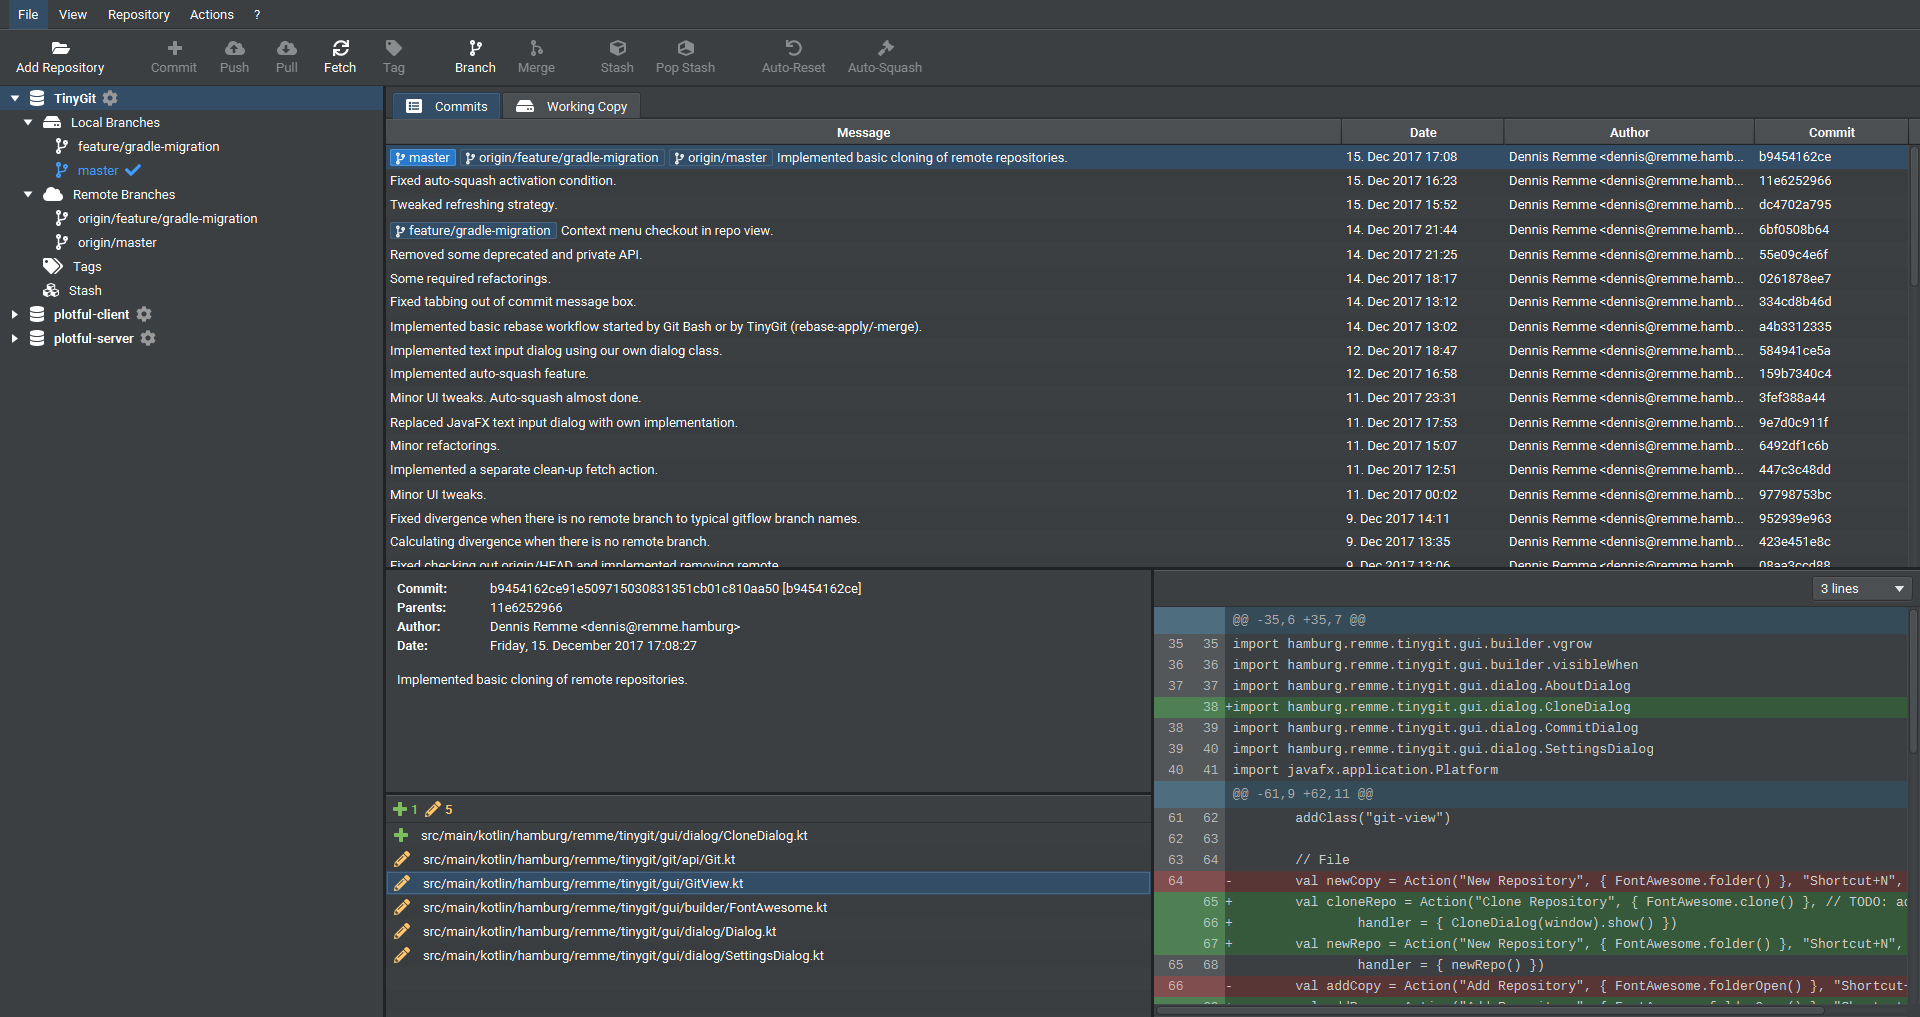 File View Repository Actions ?
Add Repository Commit Push Pull Fetch Tag Branch Merge Stash Pop Stash Auto-Reset Auto-Squash
TinyGit
Local Branches
feature/gradle-migration
master
Remote Branches
origin/feature/gradle-migration
origin/master
Tags
Stash
plotful-client
plotful-server
Commits Working Copy
Message Date Author Commit
master origin/feature/gradle-migration origin/master Implemented basic cloning of remote repositories. 15. Dec 2017 17:08 Dennis Remme <dennis@remme.hamb... b9454162ce
Fixed auto-squash activation condition. 15. Dec 2017 16:23 Dennis Remme <dennis@remme.hamb... 11e6252966
Tweaked refreshing strategy. 15. Dec 2017 15:52 Dennis Remme <dennis@remme.hamb... dc4702a795
feature/gradle-migration Context menu checkout in repo view. 14. Dec 2017 21:44 Dennis Remme <dennis@remme.hamb... 6bf0508b64
Removed some deprecated and private API. 14. Dec 2017 21:25 Dennis Remme <dennis@remme.hamb... 55e09c4e6f
Some required refactorings. 14. Dec 2017 18:17 Dennis Remme <dennis@remme.hamb... 0261878ee7
Fixed tabbing out of commit message box. 14. Dec 2017 13:12 Dennis Remme <dennis@remme.hamb... 334cd8b46d
Implemented basic rebase workflow started by Git Bash or by TinyGit (rebase-apply/-merge). 14. Dec 2017 13:02 Dennis Remme <dennis@remme.hamb... a4b3312335
Implemented text input dialog using our own dialog class. 12. Dec 2017 18:47 Dennis Remme <dennis@remme.hamb... 584941ce5a
Implemented auto-squash feature. 12. Dec 2017 16:58 Dennis Remme <dennis@remme.hamb... 159b7340c4
Minor UI tweaks. Auto-squash almost done. 11. Dec 2017 23:31 Dennis Remme <dennis@remme.hamb... 3fef388a44
Replaced JavaFX text input dialog with own implementation. 11. Dec 2017 17:53 Dennis Remme <dennis@remme.hamb... 9e7d0c911f
Minor refactorings. 11. Dec 2017 15:07 Dennis Remme <dennis@remme.hamb... 6492df1c6b
Implemented a separate clean-up fetch action. 11. Dec 2017 12:51 Dennis Remme <dennis@remme.hamb... 447c3c48dd
Minor UI tweaks. 11. Dec 2017 00:02 Dennis Remme <dennis@remme.hamb... 97798753bc
Fixed divergence when there is no remote branch to typical gitflow branch names. 9. Dec 2017 14:11 Dennis Remme <dennis@remme.hamb... 952939e963
Calculating divergence when there is no remote branch. 9. Dec 2017 13:35 Dennis Remme <dennis@remme.hamb... 423e451e8c
Fixed checking out origin/HEAD and implemented removing remote. 9. Dec 2017 13:06 Dennis Remme <dennis@remme.hamb... 08aa3ccd88
Commit: b9454162ce91e509715030831351cb01c810aa50 [b9454162ce]
Parents: 11e6252966
Author: Dennis Remme <dennis@remme.hamburg>
Date: Friday, 15. December 2017 17:08:27
Implemented basic cloning of remote repositories.
1 5
src/main/kotlin/hamburg/remme/tinygit/gui/dialog/CloneDialog.kt
src/main/kotlin/hamburg/remme/tinygit/git/api/Git.kt
src/main/kotlin/hamburg/remme/tinygit/gui/GitView.kt
src/main/kotlin/hamburg/remme/tinygit/gui/builder/FontAwesome.kt
src/main/kotlin/hamburg/remme/tinygit/gui/dialog/Dialog.kt
src/main/kotlin/hamburg/remme/tinygit/gui/dialog/SettingsDialog.kt
3 lines
@@ -35,6 +35,7 @@
35 35 import hamburg.remme.tinygit.gui.builder.vgrow
36 36 import hamburg.remme.tinygit.gui.builder.visibleWhen
37 37 import hamburg.remme.tinygit.gui.dialog.AboutDialog
38 +import hamburg.remme.tinygit.gui.dialog.CloneDialog
38 39 import hamburg.remme.tinygit.gui.dialog.CommitDialog
39 40 import hamburg.remme.tinygit.gui.dialog.SettingsDialog
40 41 import javafx.application.Platform
@@ -61,9 +62,11 @@
61 62 addClass("git-view")
62 63
63 64 // File
64 - val newCopy = Action("New Repository", { FontAwesome.folder() }, "Shortcut+N",
65 + val cloneRepo = Action("Clone Repository", { FontAwesome.clone() }, // TODO: ad
66 + handler = { CloneDialog(window).show() })
67 + val newRepo = Action("New Repository", { FontAwesome.folder() }, "Shortcut+N",
65 68 handler = { newRepo() })
66 - val addCopy = Action("Add Repository", { FontAwesome.folderOpen() }, "Shortcut+